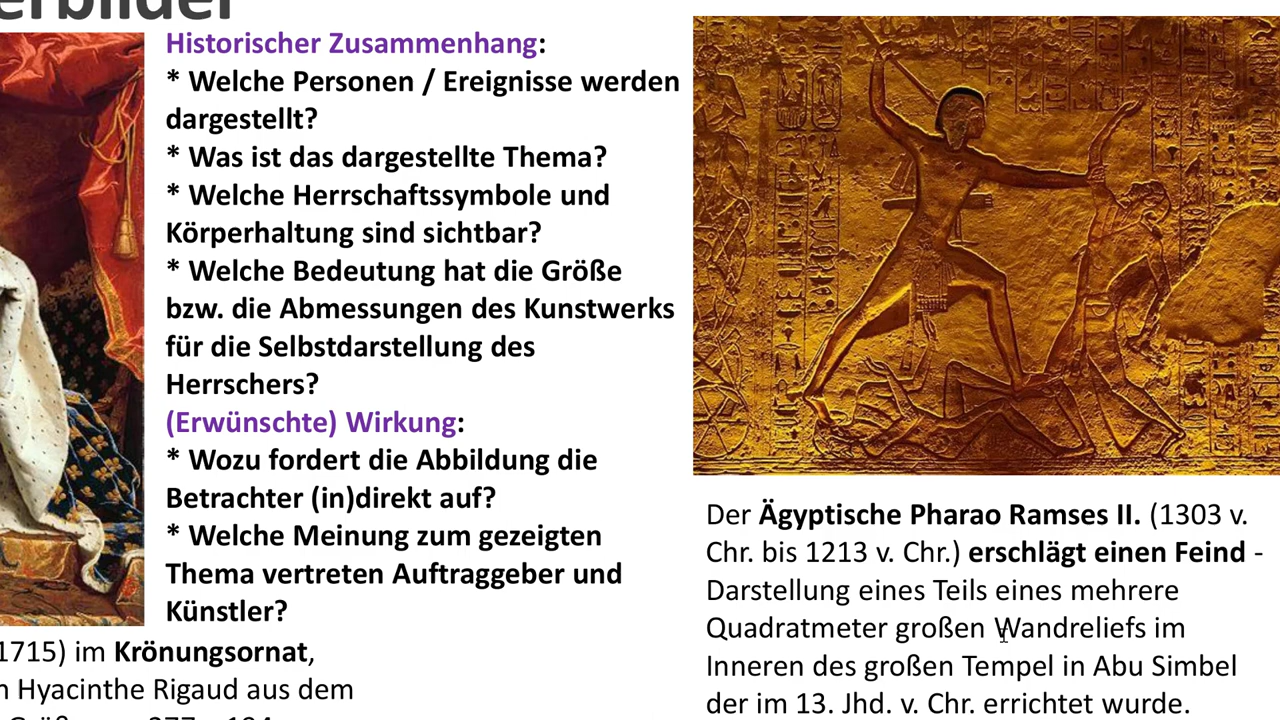 erbilder
Historischer Zusammenhang:
* Welche Personen / Ereignisse werden
dargestellt?
* Was ist das dargestellte Thema?
* Welche Herrschaftssymbole und
Körperhaltung sind sichtbar?
* Welche Bedeutung hat die Größe
bzw. die Abmessungen des Kunstwerks
für die Selbstdarstellung des
Herrschers?
(Erwünschte) Wirkung:
* Wozu fordert die Abbildung die
Betrachter (in)direkt auf?
* Welche Meinung zum gezeigten
Thema vertreten Auftraggeber und
Künstler?
1715) im Krönungsornat,
n Hyacinthe Rigaud aus dem
Der Ägyptische Pharao Ramses II. (1303 v.
Chr. bis 1213 v. Chr.) erschlägt einen Feind -
Darstellung eines Teils eines mehrere
Quadratmeter großen Wandreliefs im
Inneren des großen Tempel in Abu Simbel
der im 13. Jhd. v. Chr. errichtet wurde.